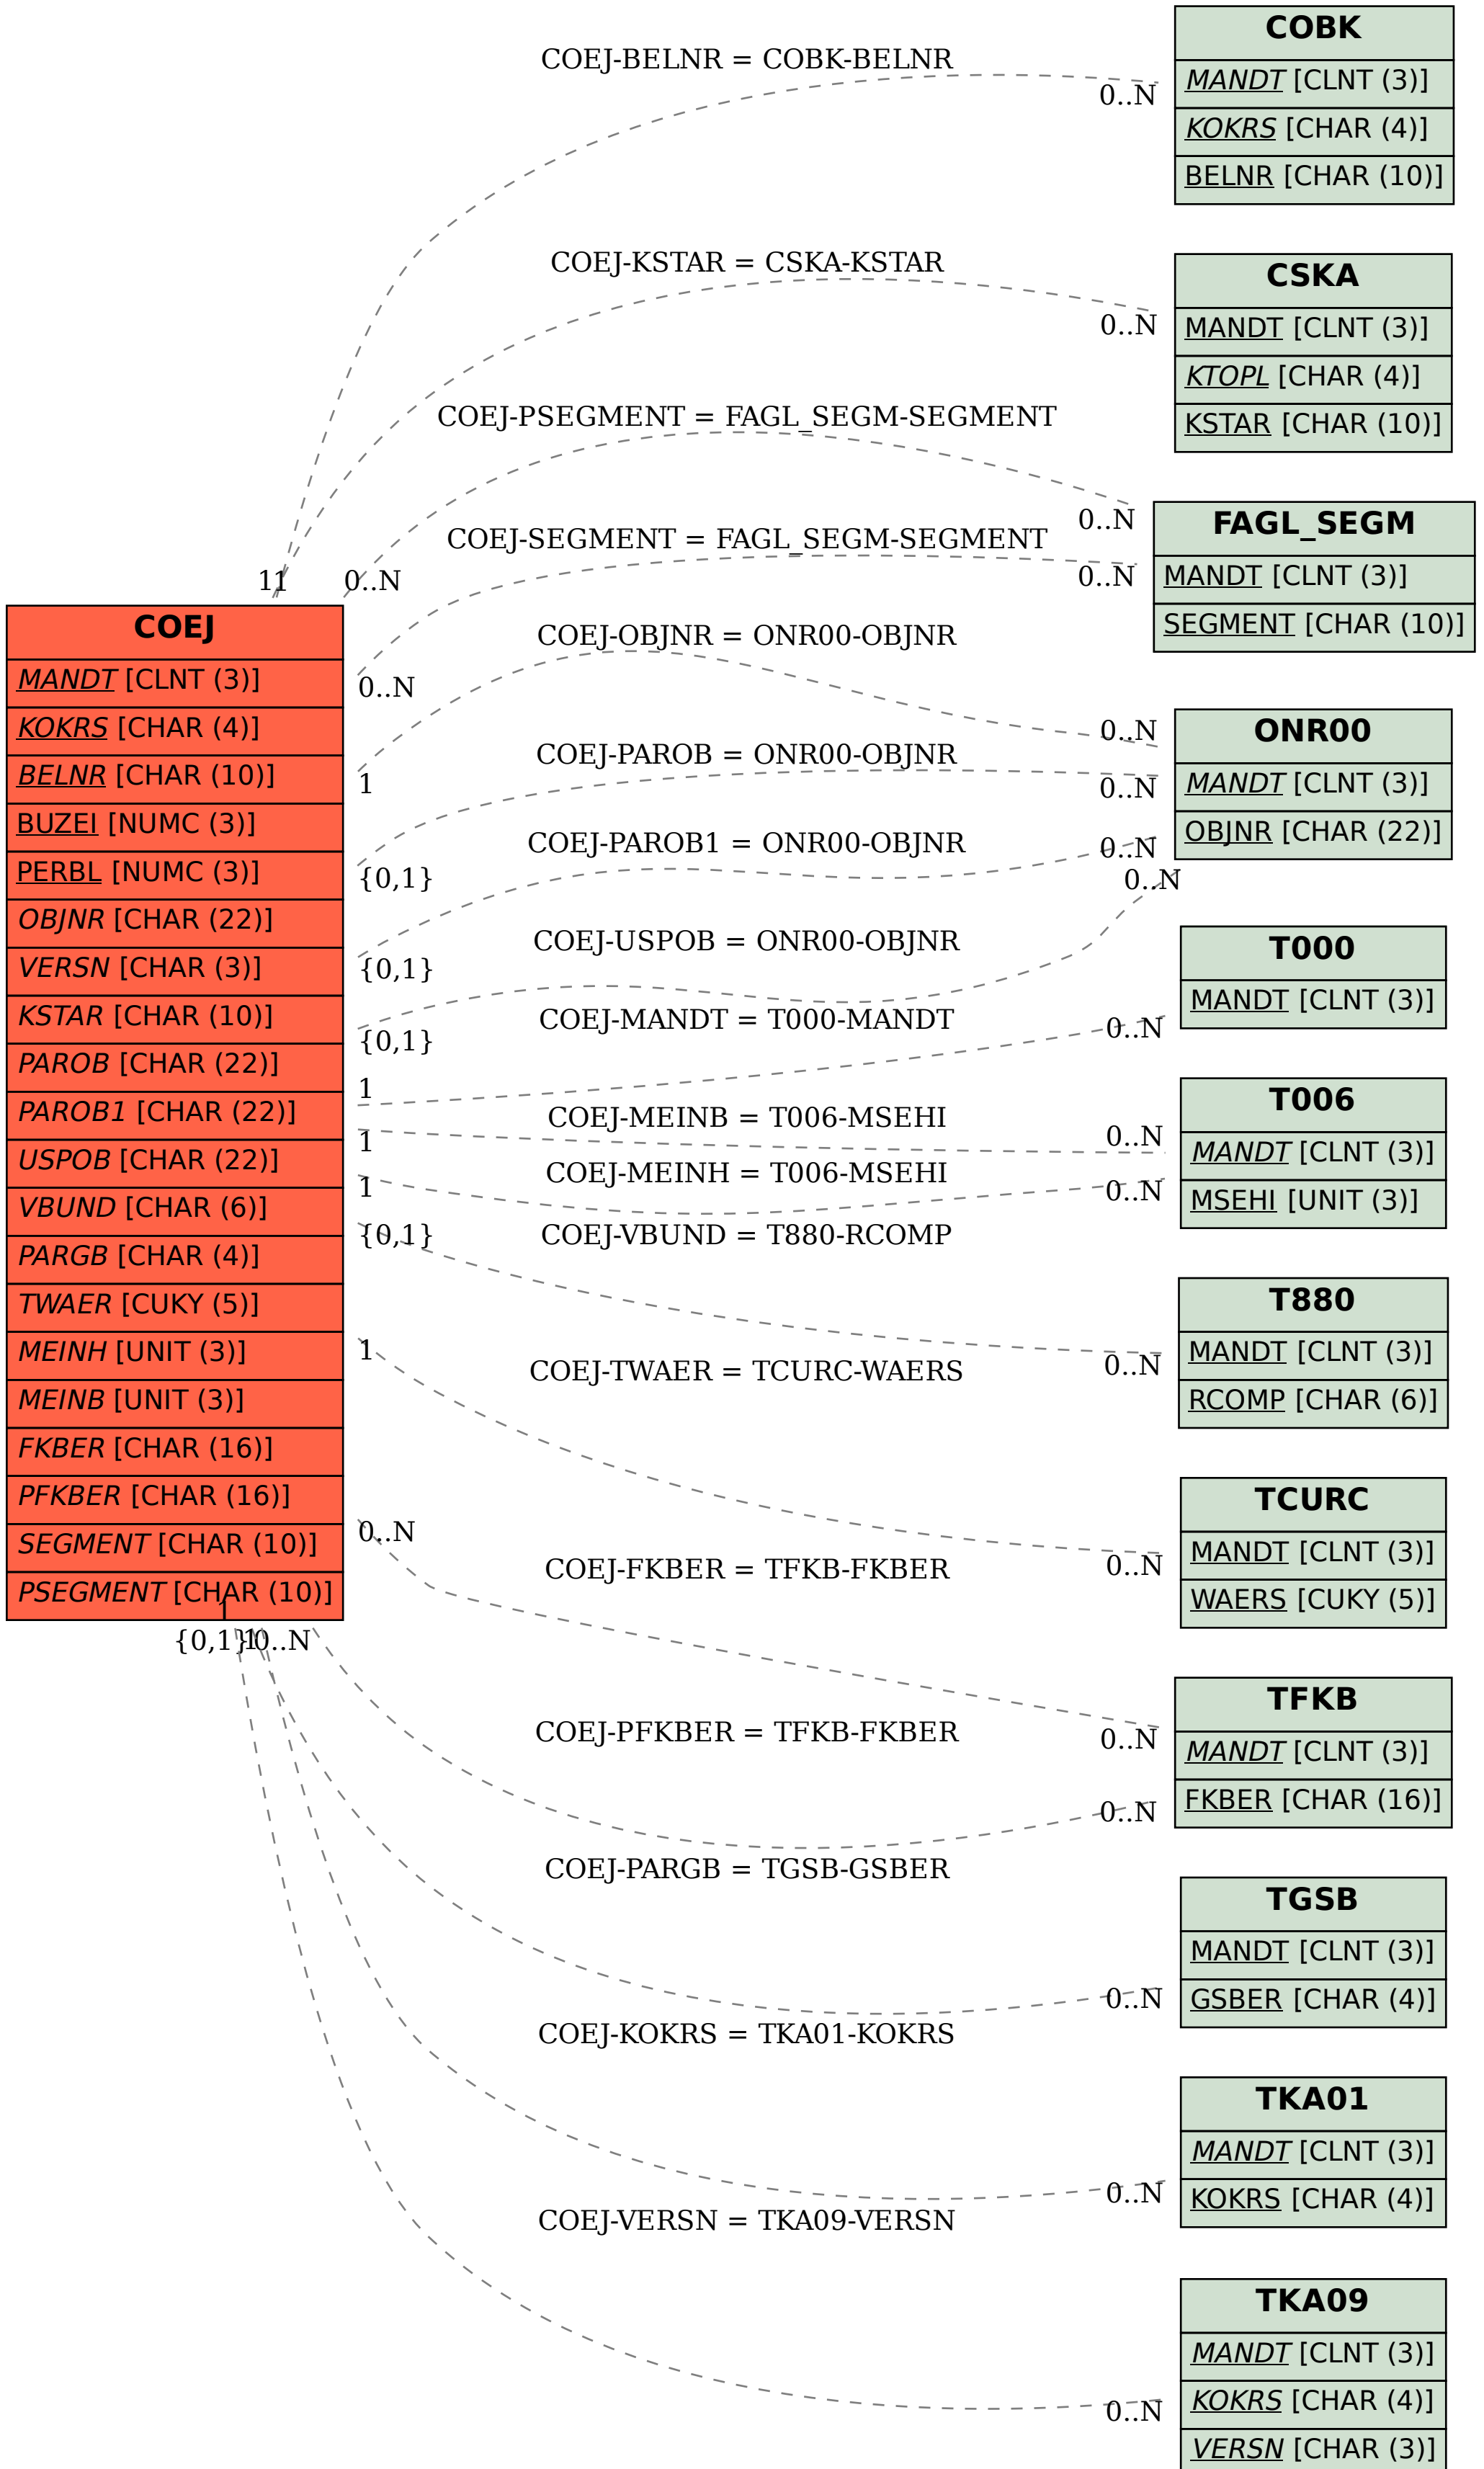 COEJ
MANDT [CLNT (3)]
KOKRS [CHAR (4)]
BELNR [CHAR (10)]
BUZEI [NUMC (3)]
PERBL [NUMC (3)]
OBJNR [CHAR (22)]
VERSN [CHAR (3)]
KSTAR [CHAR (10)]
PAROB [CHAR (22)]
PAROB1 [CHAR (22)]
USPOB [CHAR (22)]
VBUND [CHAR (6)]
PARGB [CHAR (4)]
TWAER [CUKY (5)]
MEINH [UNIT (3)]
MEINB [UNIT (3)]
FKBER [CHAR (16)]
PFKBER [CHAR (16)]
SEGMENT [CHAR (10)]
PSEGMENT [CHAR (10)]
COEJ-BELNR = COBK-BELNR
1
0..N
COEJ-KSTAR = CSKA-KSTAR
1
0..N
COEJ-PSEGMENT = FAGL_SEGM-SEGMENT
0..N
0..N
COEJ-SEGMENT = FAGL_SEGM-SEGMENT
0..N
0..N
COEJ-OBJNR = ONR00-OBJNR
1
0..N
COEJ-PAROB = ONR00-OBJNR
{0,1}
0..N
COEJ-PAROB1 = ONR00-OBJNR
{0,1}
0..N
COEJ-USPOB = ONR00-OBJNR
{0,1}
0..N
COEJ-MANDT = T000-MANDT
1
0..N
COEJ-MEINB = T006-MSEHI
1
0..N
COEJ-MEINH = T006-MSEHI
1
0..N
COEJ-VBUND = T880-RCOMP
{0,1}
0..N
COEJ-TWAER = TCURC-WAERS
1
0..N
COEJ-FKBER = TFKB-FKBER
0..N
0..N
COEJ-PFKBER = TFKB-FKBER
0..N
0..N
COEJ-PARGB = TGSB-GSBER
{0,1}
0..N
COEJ-KOKRS = TKA01-KOKRS
1
0..N
COEJ-VERSN = TKA09-VERSN
1
0..N
COBK
MANDT [CLNT (3)]
KOKRS [CHAR (4)]
BELNR [CHAR (10)]
CSKA
MANDT [CLNT (3)]
KTOPL [CHAR (4)]
KSTAR [CHAR (10)]
FAGL_SEGM
MANDT [CLNT (3)]
SEGMENT [CHAR (10)]
ONR00
MANDT [CLNT (3)]
OBJNR [CHAR (22)]
T000
MANDT [CLNT (3)]
T006
MANDT [CLNT (3)]
MSEHI [UNIT (3)]
T880
MANDT [CLNT (3)]
RCOMP [CHAR (6)]
TCURC
MANDT [CLNT (3)]
WAERS [CUKY (5)]
TFKB
MANDT [CLNT (3)]
FKBER [CHAR (16)]
TGSB
MANDT [CLNT (3)]
GSBER [CHAR (4)]
TKA01
MANDT [CLNT (3)]
KOKRS [CHAR (4)]
TKA09
MANDT [CLNT (3)]
KOKRS [CHAR (4)]
VERSN [CHAR (3)]